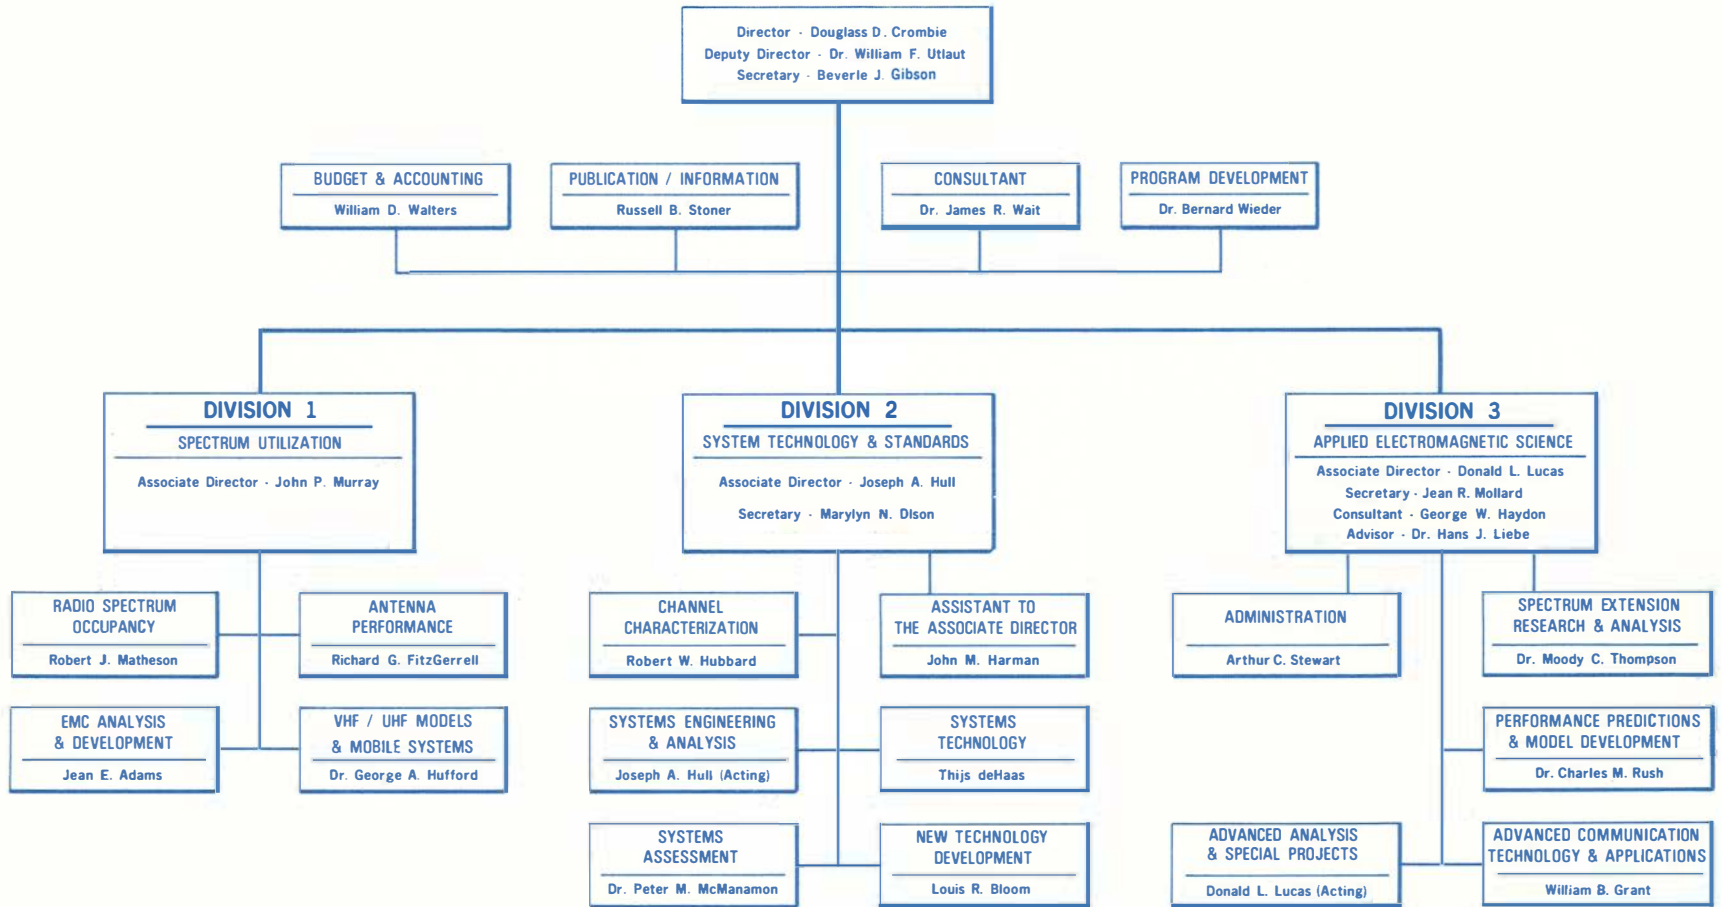 Director - Douglass D. Crombie
Deputy Director - Dr. William F. Utlaut
Secretary - Beverle J. Gibson
BUDGET & ACCOUNTING
William D. Walters
PUBLICATION / INFORMATION
Russell B. Stoner
CONSULTANT
Dr. James R. Wait
PROGRAM DEVELOPMENT
Dr. Bernard Wieder
DIVISION 1
SPECTRUM UTILIZATION
Associate Director - John P. Murray
DIVISION 2
SYSTEM TECHNOLOGY & STANDARDS
Associate Director - Joseph A. Hull
Secretary - Marylyn N. Dlson
DIVISION 3
APPLIED ELECTROMAGNETIC SCIENCE
Associate Director - Donald L. Lucas
Secretary - Jean R. Mollard
Consultant - George W. Haydon
Advisor - Dr. Hans J. Liebe
RADIO SPECTRUM
OCCUPANCY
Robert J. Matheson
ANTENNA
PERFORMANCE
Richard G. FitzGerrell
EMC ANALYSIS
& DEVELOPMENT
Jean E. Adams
VHF / UHF MODELS
& MOBILE SYSTEMS
Dr. George A. Hufford
CHANNEL
CHARACTERIZATION
Robert W. Hubbard
ASSISTANT TO
THE ASSOCIATE DIRECTOR
John M. Harman
SYSTEMS ENGINEERING
& ANALYSIS
Joseph A. Hull (Acting)
SYSTEMS
TECHNOLOGY
Thijs deHaas
SYSTEMS
ASSESSMENT
Dr. Peter M. McManamon
NEW TECHNOLOGY
DEVELOPMENT
Louis R. Bloom
ADMINISTRATION
Arthur C. Stewart
SPECTRUM EXTENSION
RESEARCH & ANALYSIS
Dr. Moody C. Thompson
PERFORMANCE PREDICTIONS
& MODEL DEVELOPMENT
Dr. Charles M. Rush
ADVANCED ANALYSIS
& SPECIAL PROJECTS
Donald L. Lucas (Acting)
ADVANCED COMMUNICATION
TECHNOLOGY & APPLICATIONS
William B. Grant